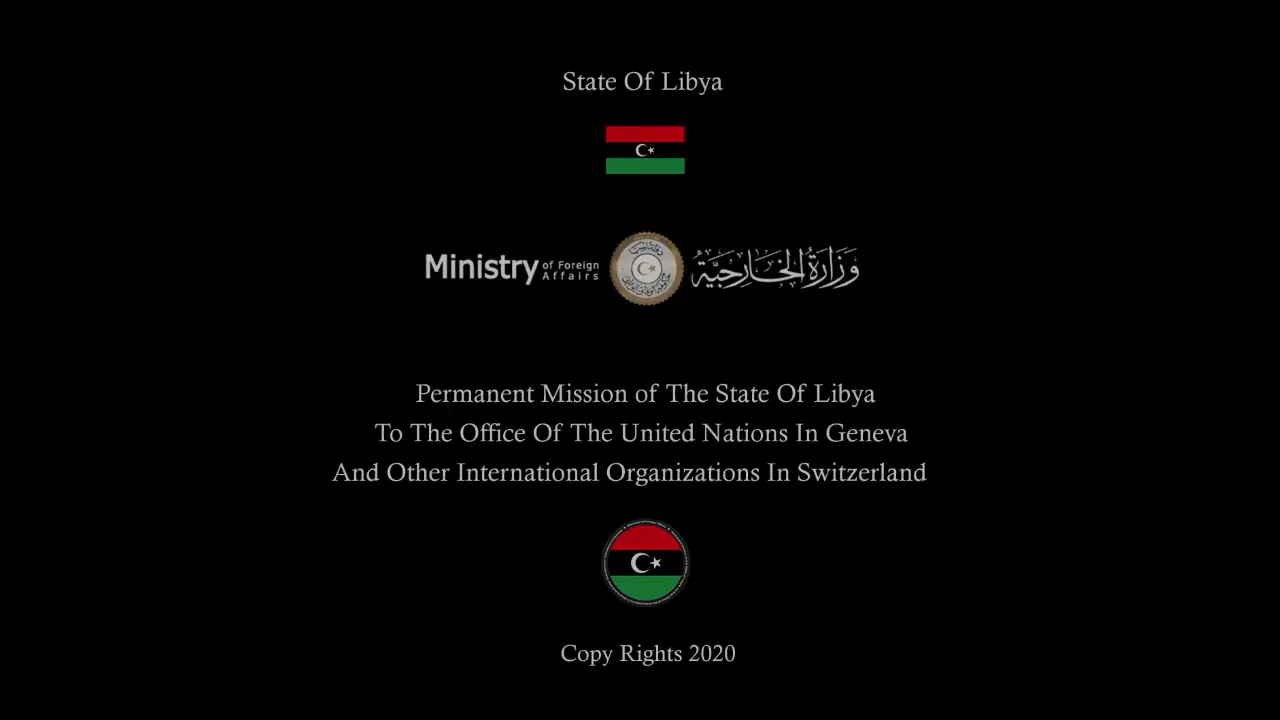 State Of Libya
Ministry of Foreign Affairs
وزارة الخارجية
Permanent Mission of The State Of Libya
To The Office Of The United Nations In Geneva
And Other International Organizations In Switzerland
Copy Rights 2020